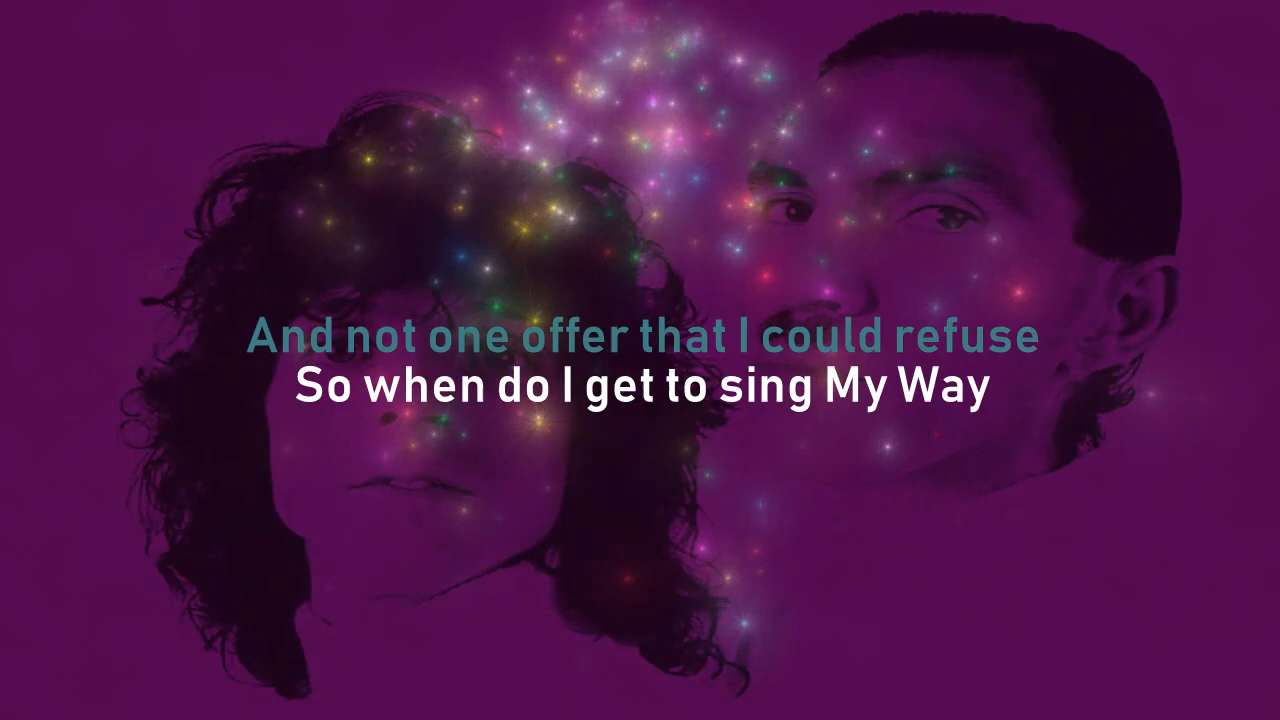 And not one offer that I could refuse
So when do I get to sing My Way